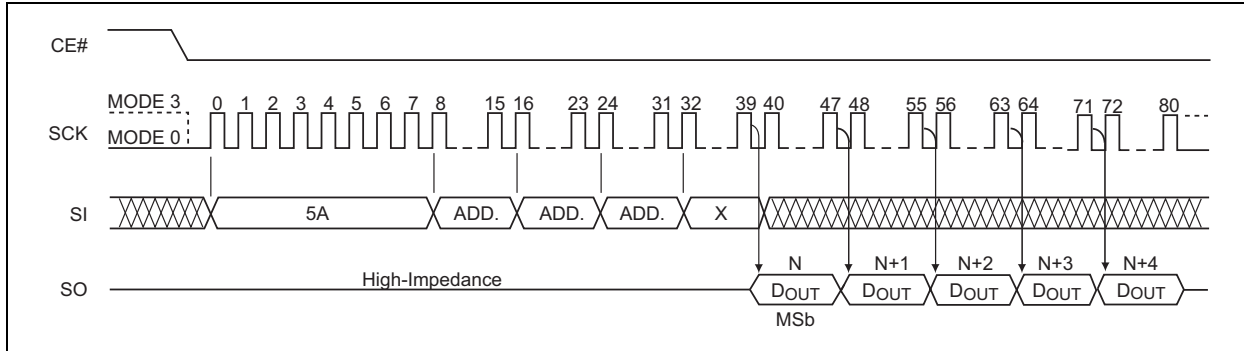 CE#
MODE 3
0 1 2 3 4 5 6 7 8 15 16 23 24 31 32 39 40 47 48 55 56 63 64 71 72 80
SCK
MODE 0
SI
5A ADD. ADD. ADD. X
N N+1 N+2 N+3 N+4
High-Impedance
SO
DOUT DOUT DOUT DOUT DOUT
MSb